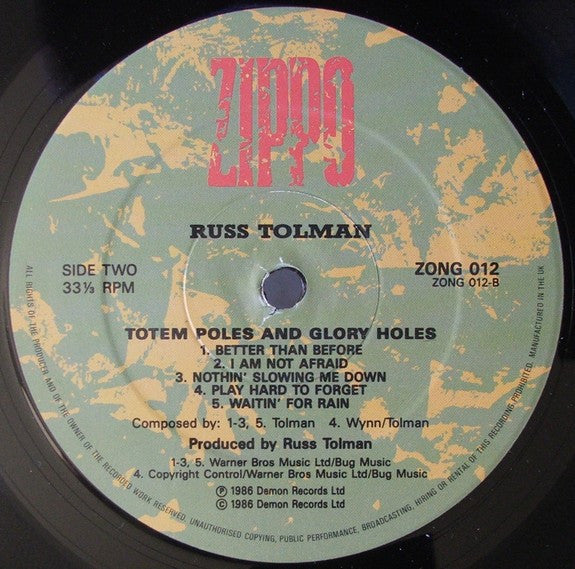 ZIPPO
RUSS TOLMAN
SIDE TWO
33⅓ RPM
ZONG 012
ZONG 012-B
TOTEM POLES AND GLORY HOLES
1. BETTER THAN BEFORE
2. I AM NOT AFRAID
3. NOTHIN' SLOWING ME DOWN
4. PLAY HARD TO FORGET
5. WAITIN' FOR RAIN
Composed by: 1-3, 5. Tolman 4. Wynn/Tolman
Produced by Russ Tolman
1-3, 5. Warner Bros Music Ltd/Bug Music
4. Copyright Control/Warner Bros Music Ltd/Bug Music
℗ 1986 Demon Records Ltd
© 1986 Demon Records Ltd
ALL RIGHTS OF THE PRODUCER AND OF THE OWNER OF THE RECORDED WORK RESERVED. UNAUTHORISED COPYING, PUBLIC PERFORMANCE, BROADCASTING, HIRING OR RENTAL OF THIS RECORDING PROHIBITED. MANUFACTURED IN THE UK